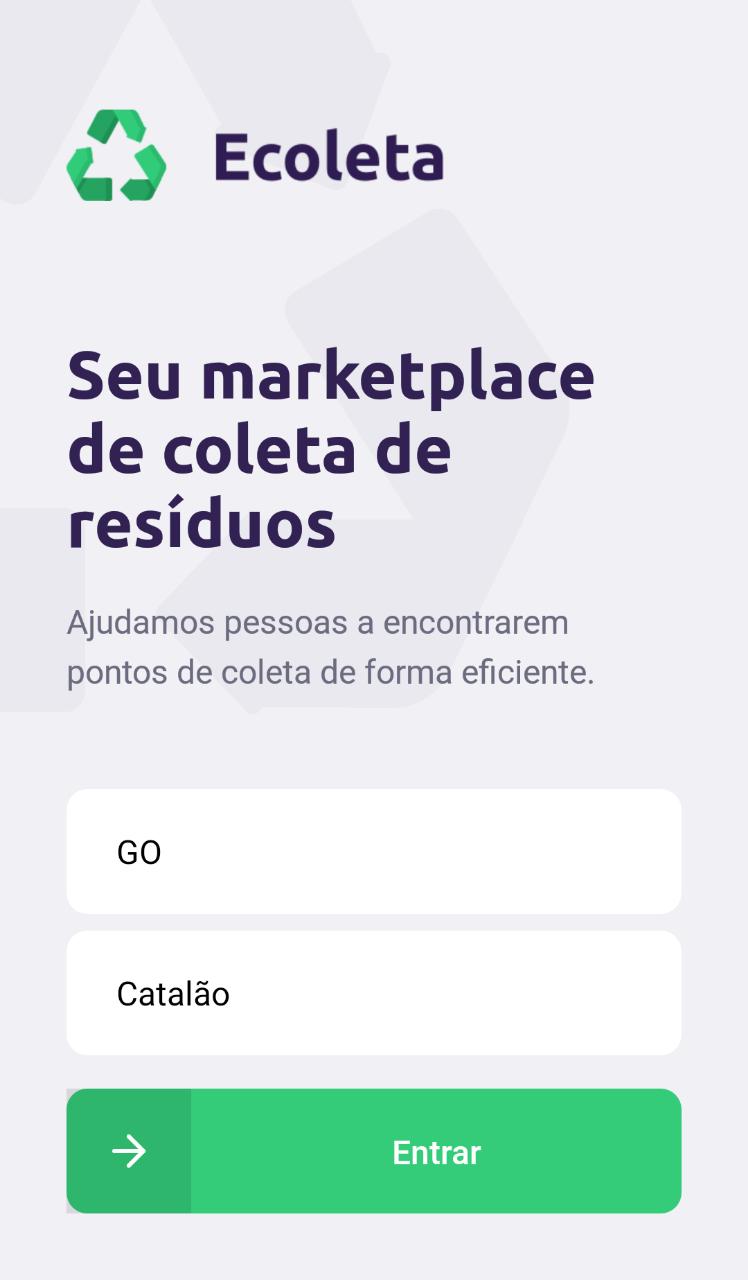 Ecoleta
Seu marketplace
de coleta de
resíduos
Ajudamos pessoas a encontrarem
pontos de coleta de forma eficiente.
GO
Catalão
Entrar